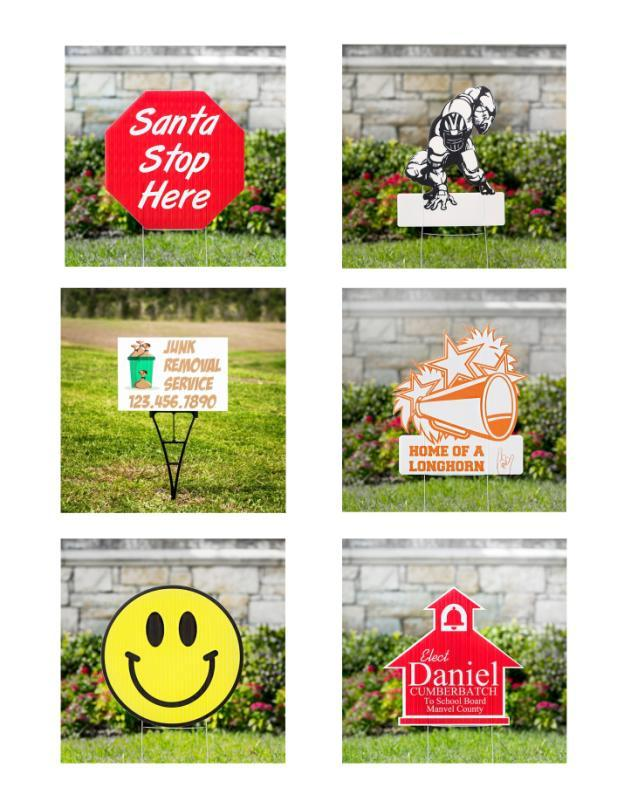 Santa
Stop
Here
JUNK
REMOVAL
SERVICE
123.456.7890
HOME OF A
LONGHORN
Elect
Daniel
CUMBERBATCH
To School Board
Manvel County